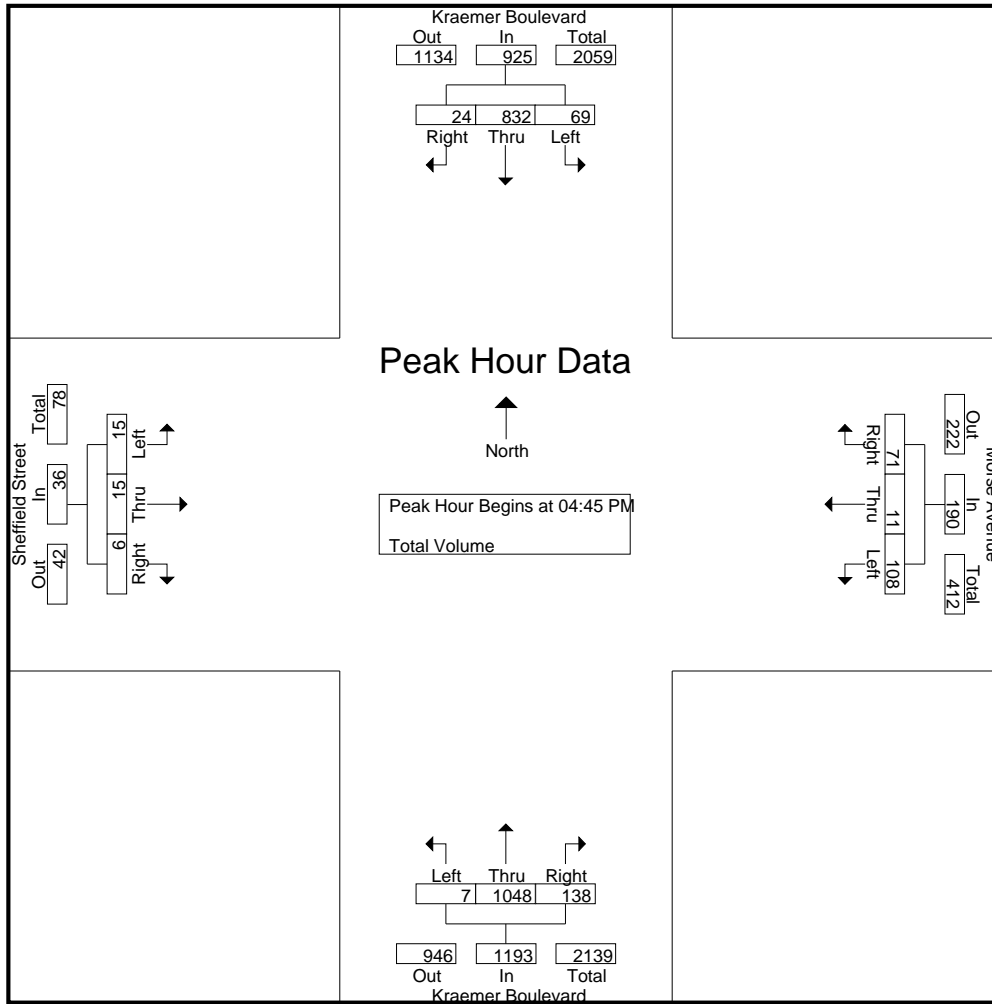 Kraemer Boulevard
Out In Total
1134 925 2059
24 832 69
Right Thru Left
Peak Hour Data
North
Peak Hour Begins at 04:45 PM
Total Volume
Sheffield Street
Out In Total
42 36 78
15 15 6
Left Thru Right
Morse Avenue
Out In Total
222 190 412
71 11 108
Right Thru Left
Left Thru Right
7 1048 138
946 1193 2139
Out In Total
Kraemer Boulevard